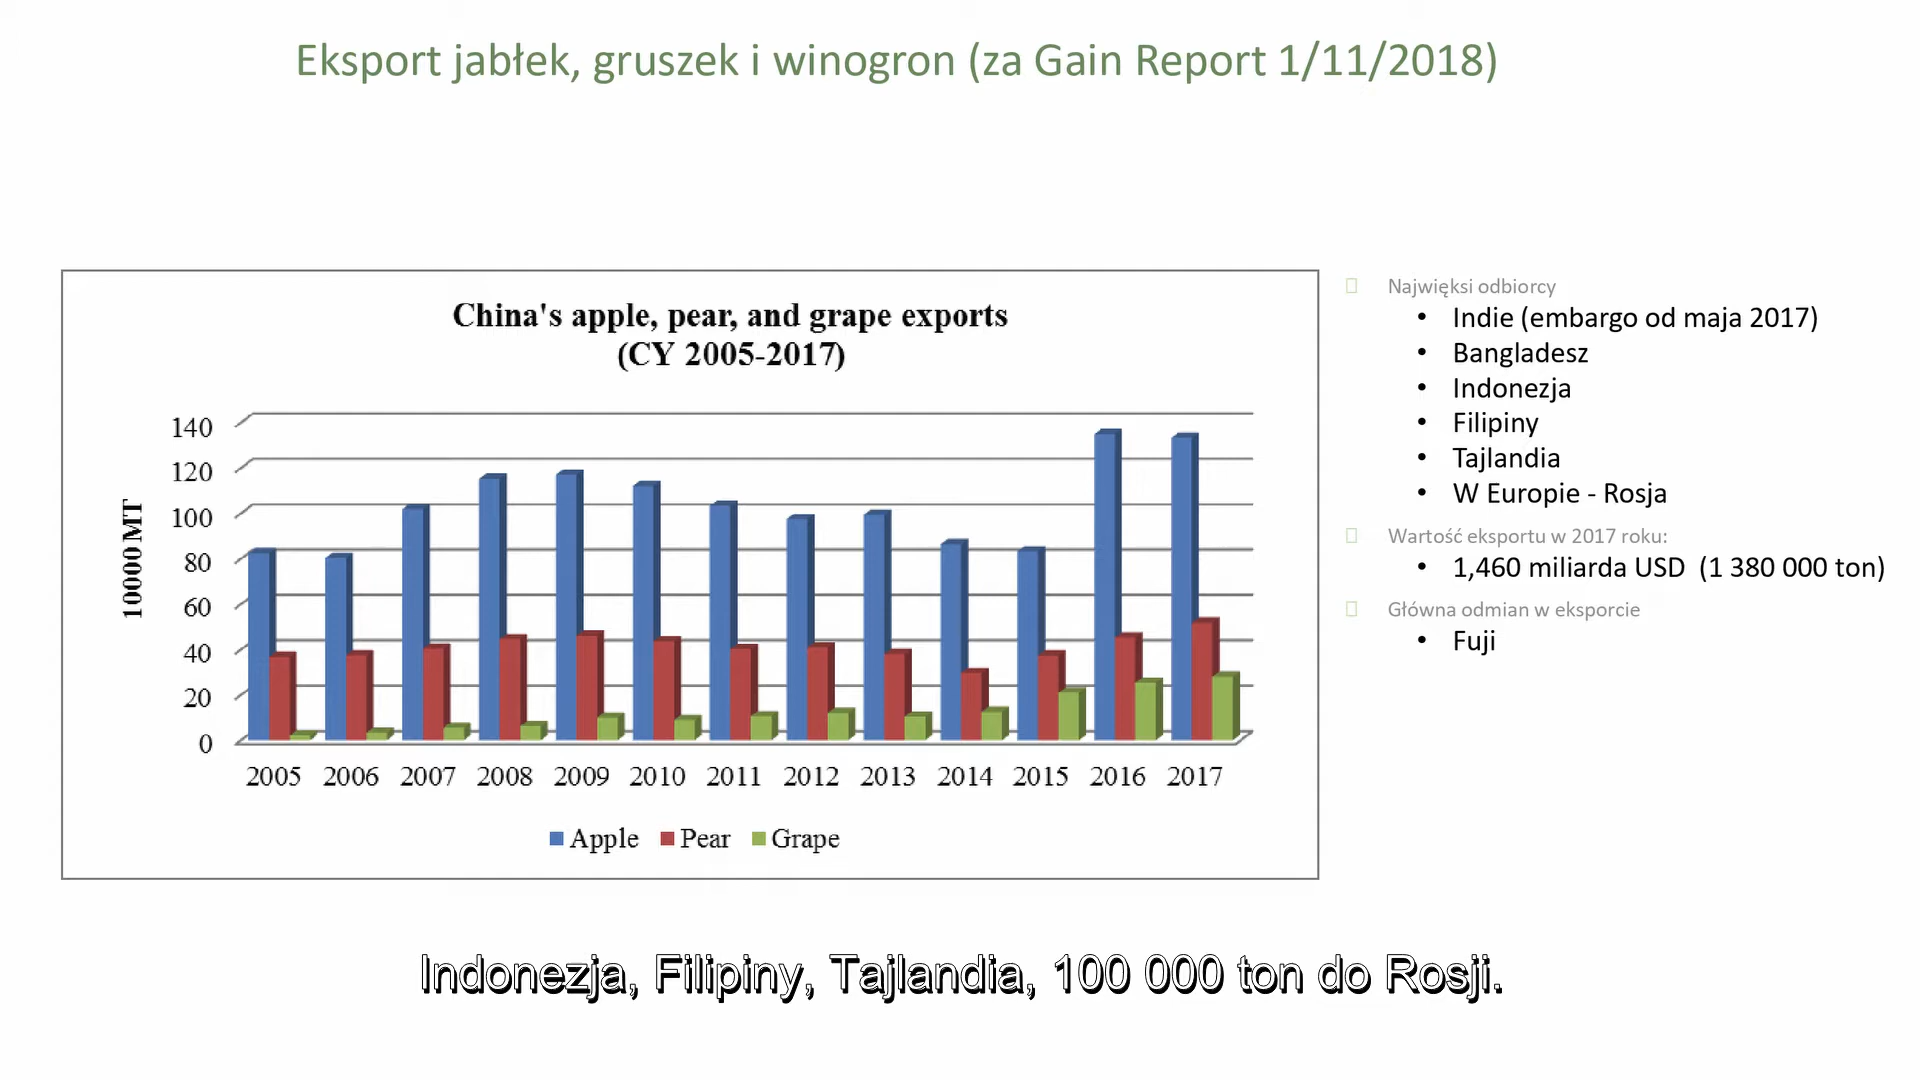 Eksport jabłek, gruszek i winogron (za Gain Report 1/11/2018)
China's apple, pear, and grape exports
(CY 2005-2017)
10000MT
140
120
100
80
60
40
20
0
2005 2006 2007 2008 2009 2010 2011 2012 2013 2014 2015 2016 2017
Apple Pear Grape
Najwięksi odbiorcy
• Indie (embargo od maja 2017)
• Bangladesz
• Indonezja
• Filipiny
• Tajlandia
• W Europie - Rosja
Wartość eksportu w 2017 roku:
• 1,460 miliarda USD (1 380 000 ton)
Główna odmian w eksporcie
• Fuji
Indonezja, Filipiny, Tajlandia, 100 000 ton do Rosji.